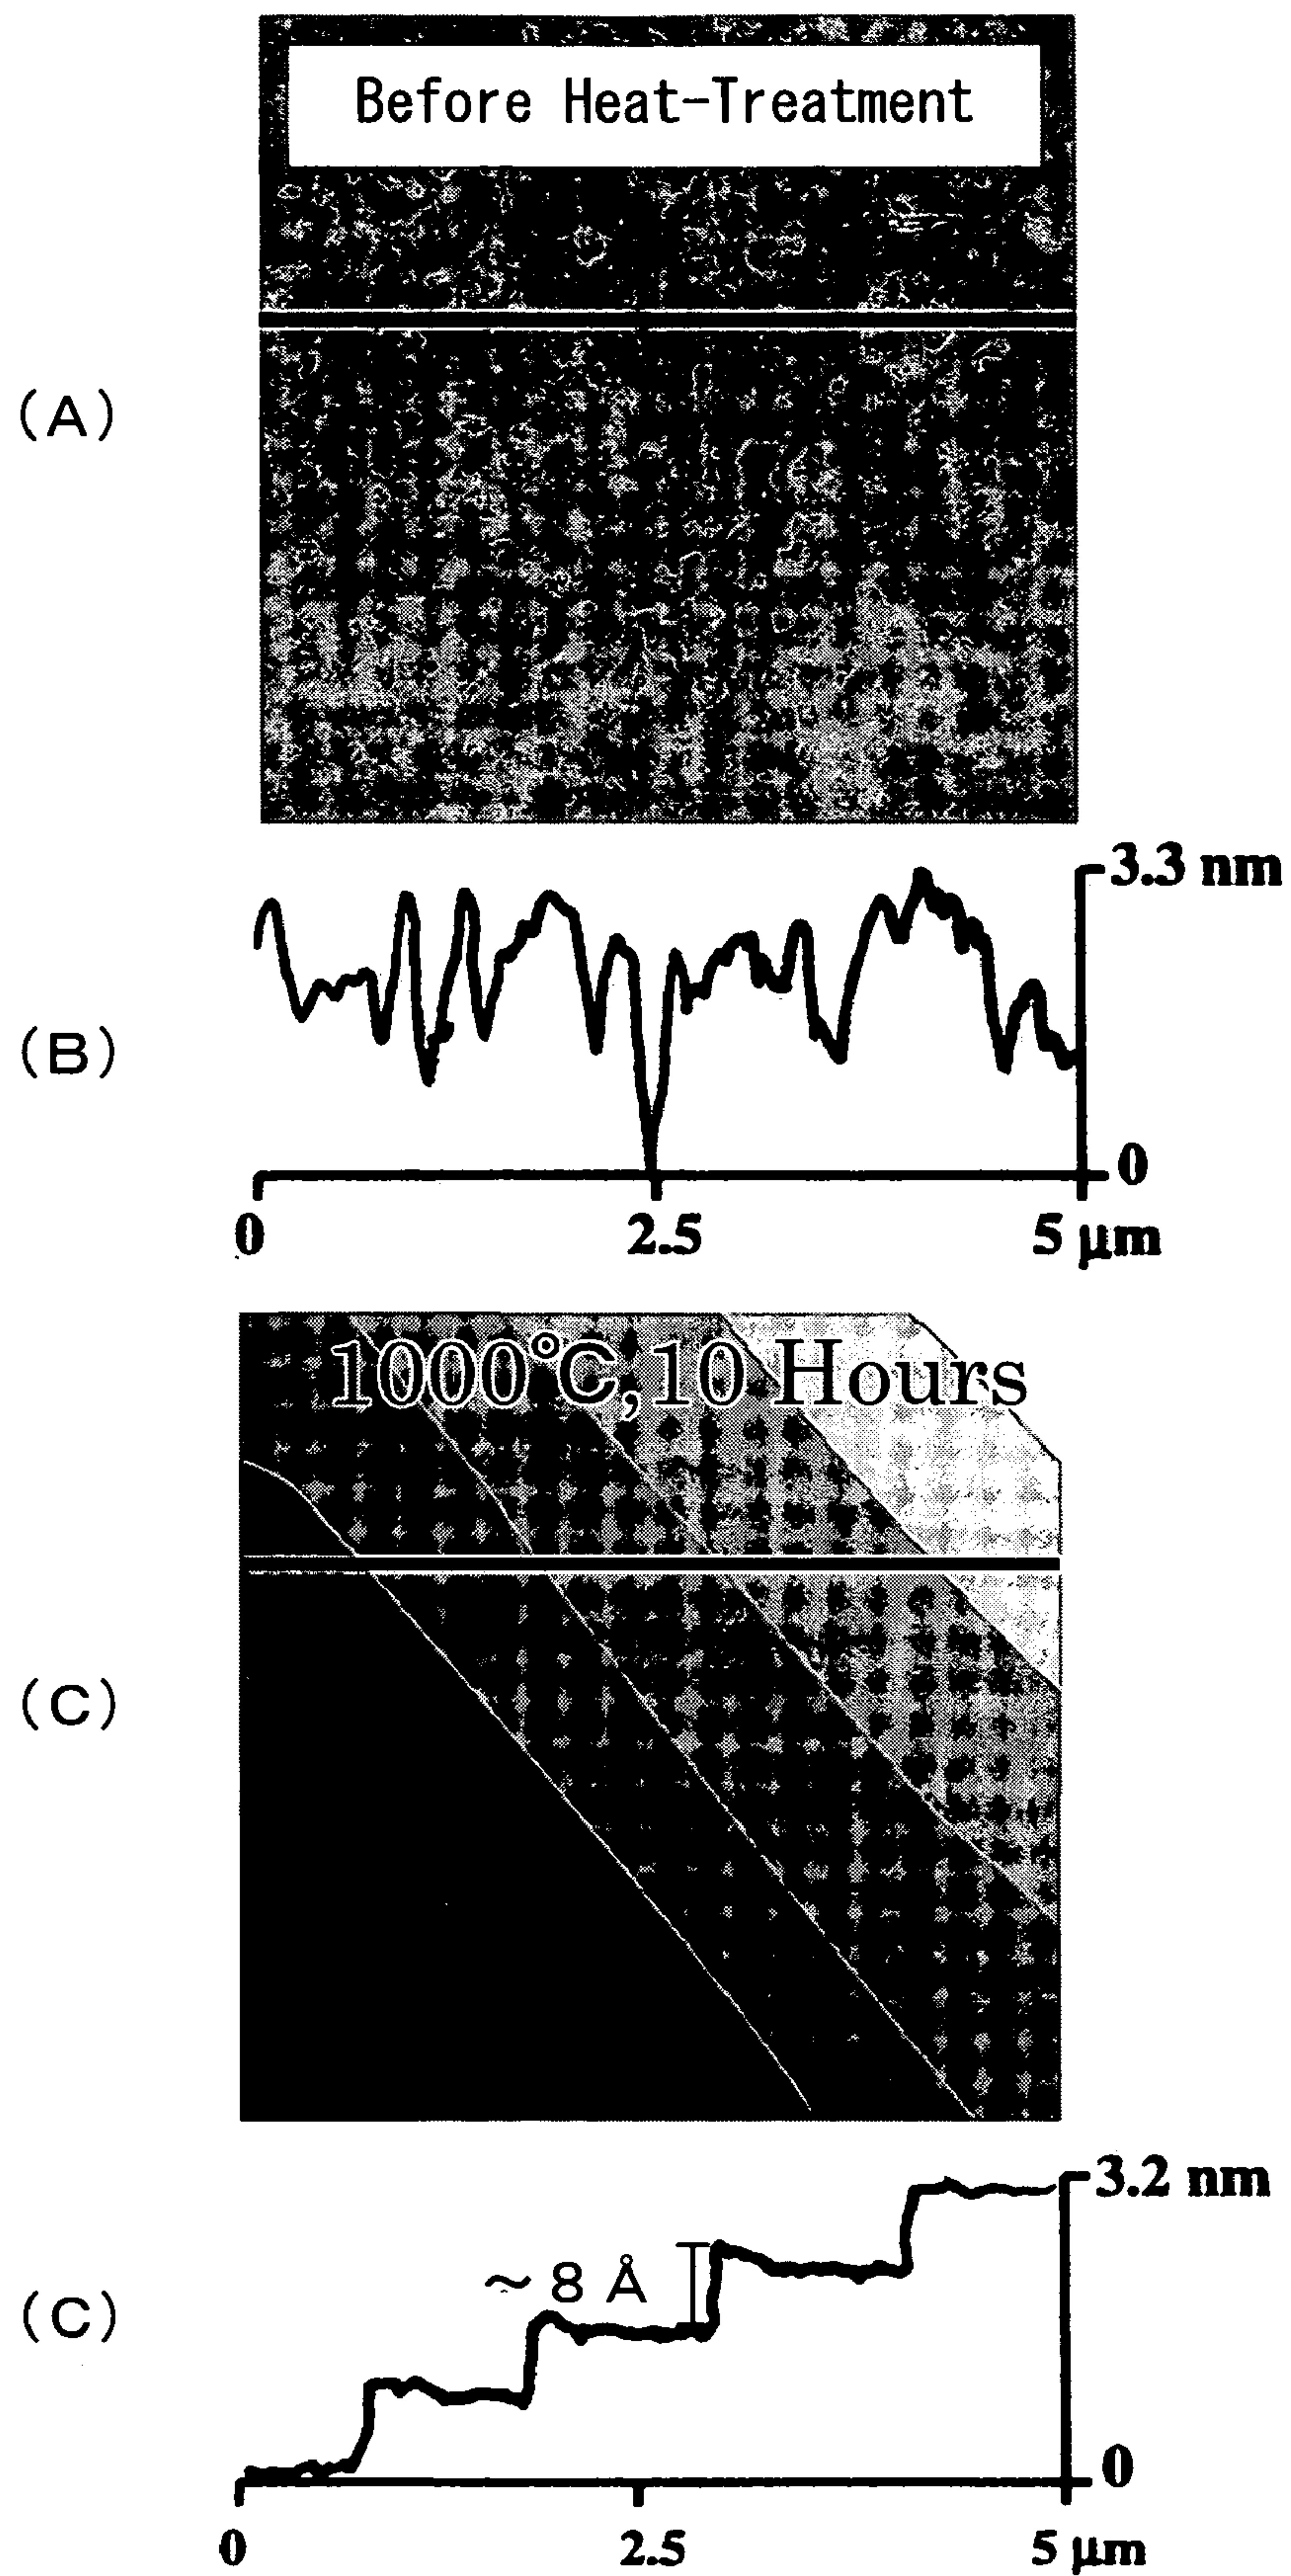 Before Heat-Treatment
(A)
3.3 nm
(B)
0
0 2.5 5 μm
1000℃,10 Hours
(C)
3.2 nm
~ 8 Å
(C)
0
0 2.5 5 μm